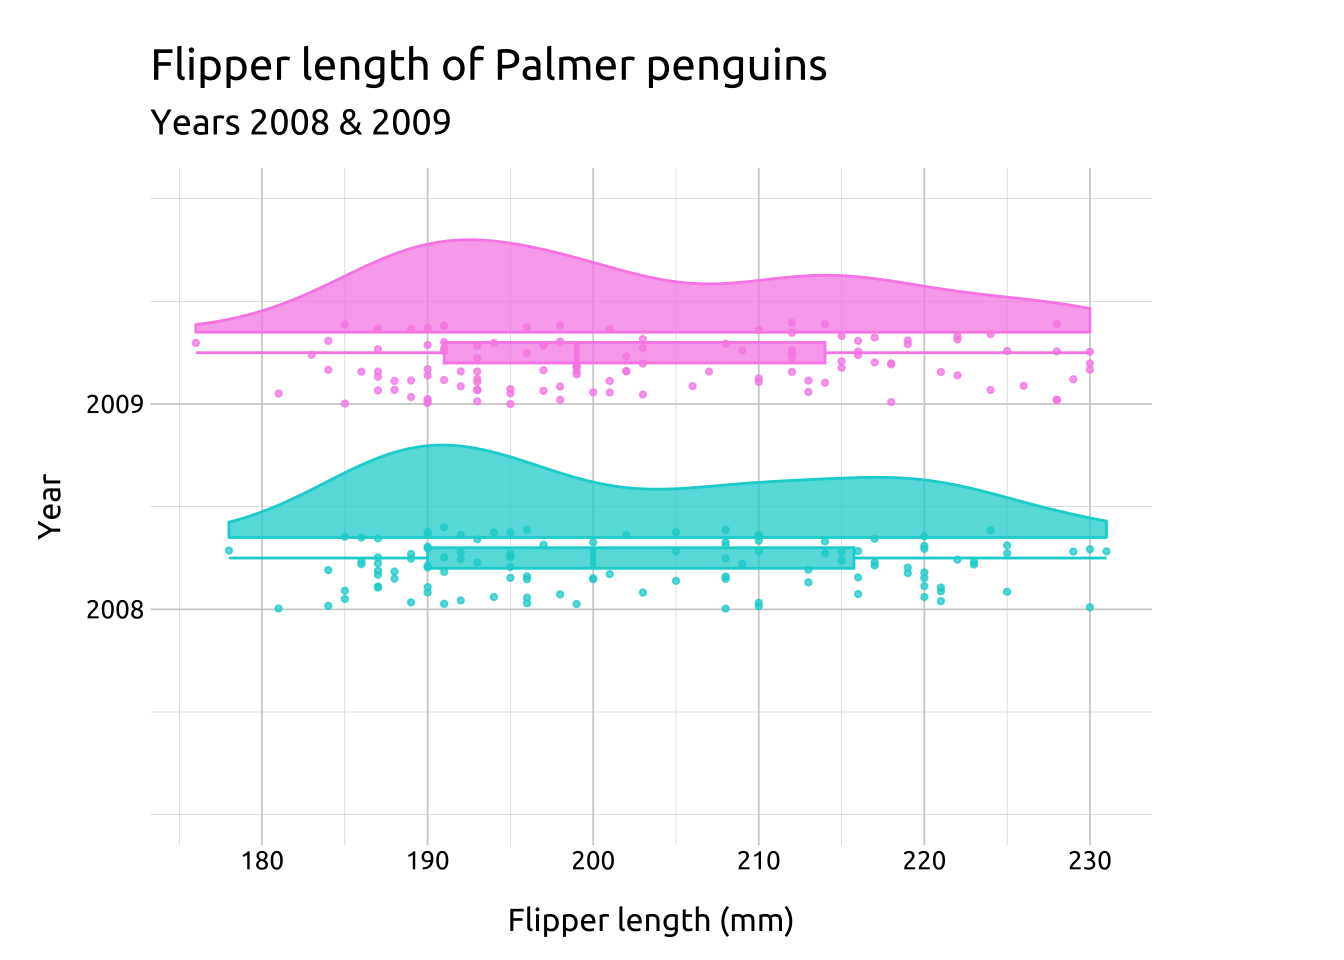 Flipper length of Palmer penguins
Years 2008 & 2009
Year
2009
2008
180 190 200 210 220 230
Flipper length (mm)